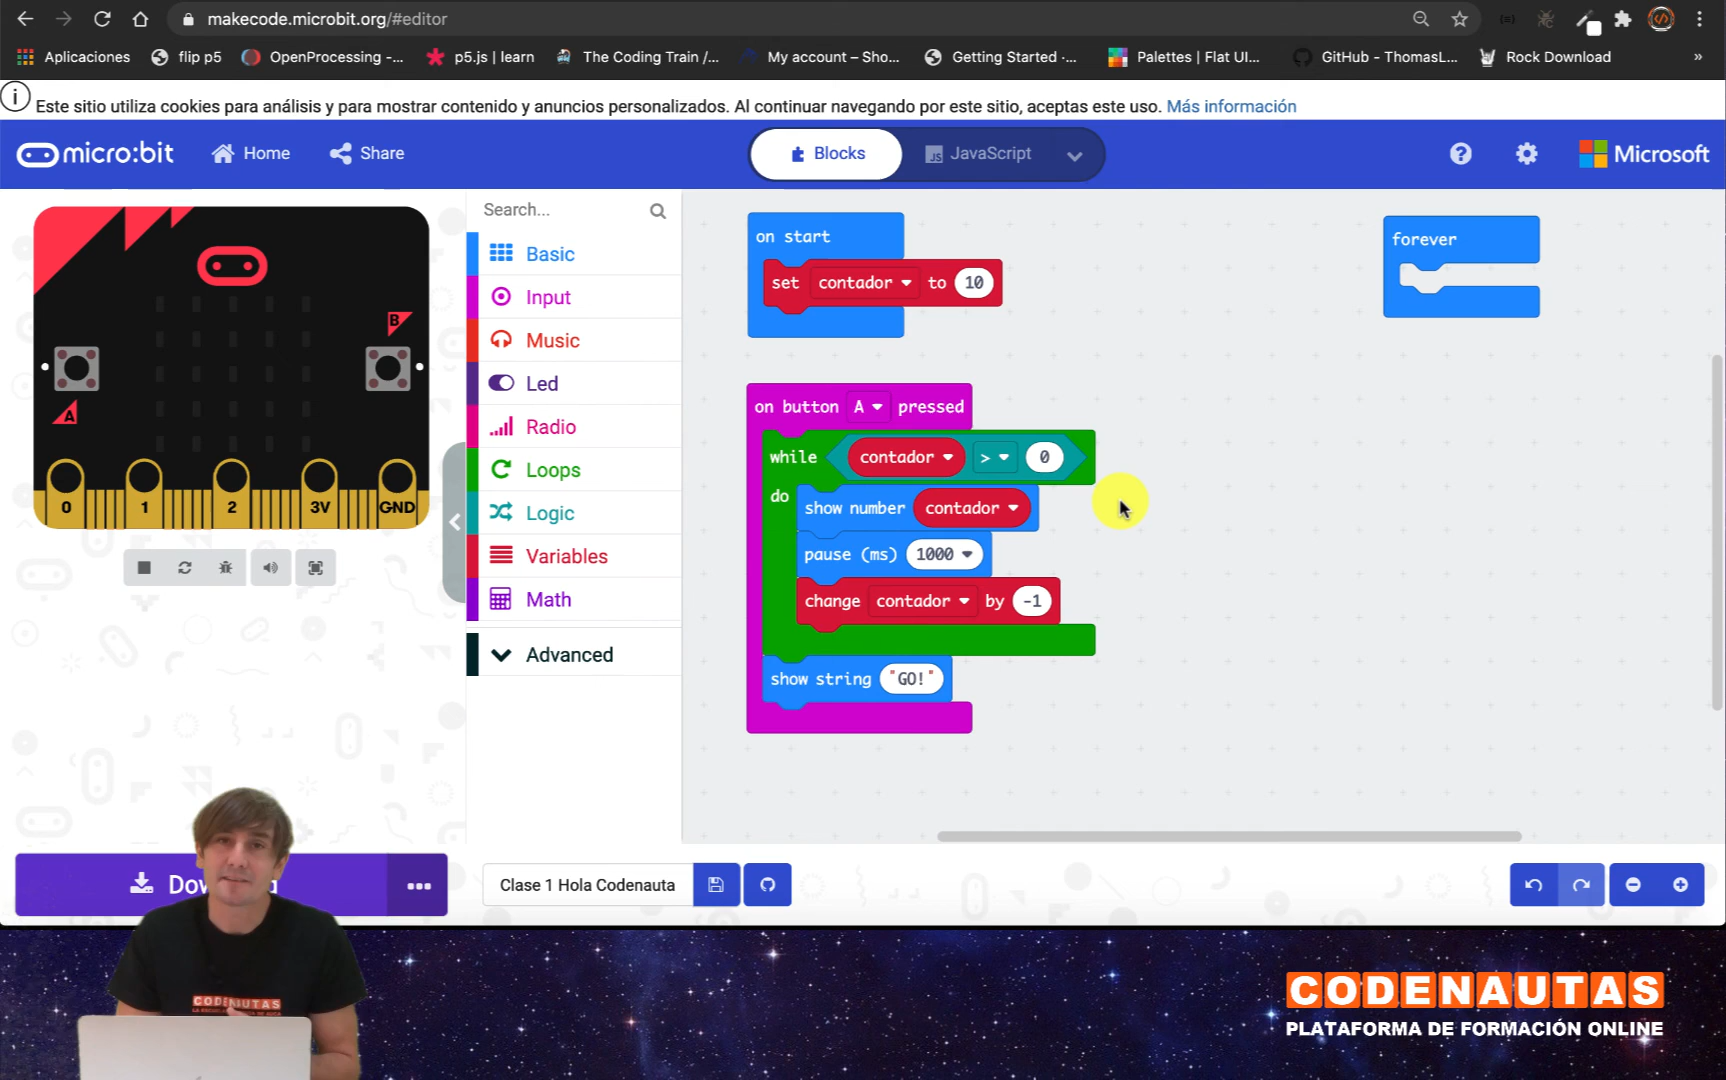 makecode.microbit.org/#editor
Aplicaciones flip p5 OpenProcessing -... p5.js | learn The Coding Train /... My account – Sho... Getting Started ·... Palettes | Flat UI... GitHub - ThomasL... Rock Download »
Este sitio utiliza cookies para análisis y para mostrar contenido y anuncios personalizados. Al continuar navegando por este sitio, aceptas este uso. Más información
micro:bit Home Share Blocks JS JavaScript ? Microsoft
B
A
0 1 2 3V GND
Search...
Basic
Input
Music
Led
Radio
Loops
Logic
Variables
Math
Advanced
on start
set contador to 10
forever
on button A pressed
while contador > 0
do show number contador
pause (ms) 1000
change contador by -1
show string "GO!"
Clase 1 Hola Codenauta
CODENAUTAS
CODENAUTAS
PLATAFORMA DE FORMACIÓN ONLINE